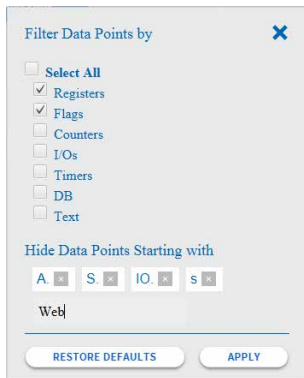 Filter Data Points by
Select All
Registers
Flags
Counters
I/Os
Timers
DB
Text
Hide Data Points Starting with
A. S. IO. s
Web
RESTORE DEFAULTS APPLY